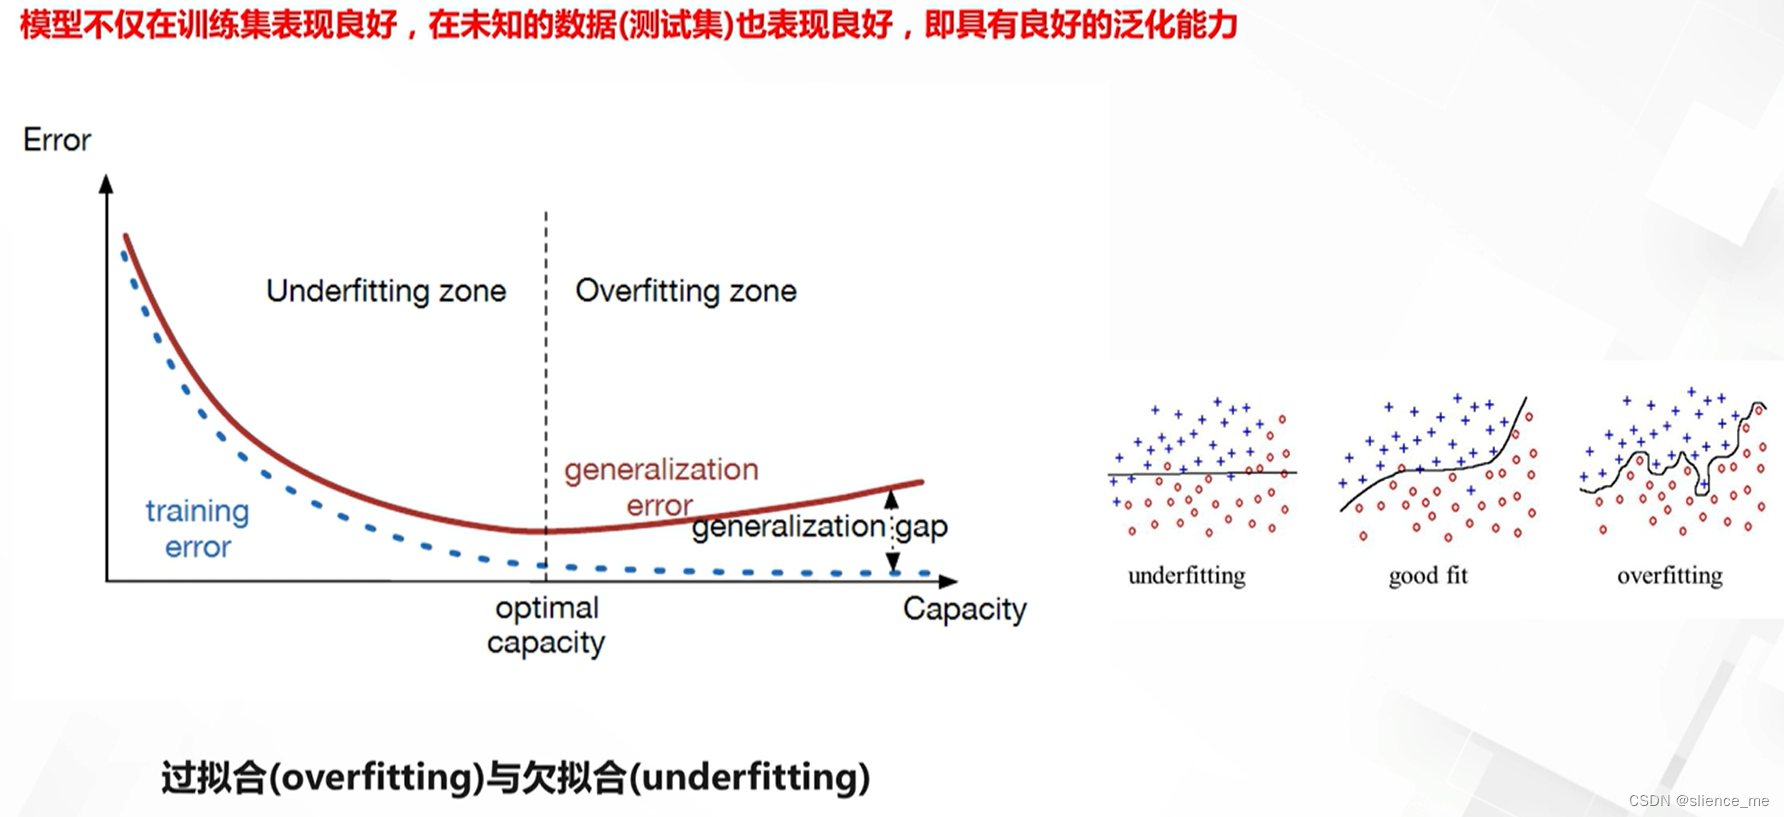 模型不仅在训练集表现良好，在未知的数据(测试集)也表现良好，即具有良好的泛化能力
Error
Underfitting zone
Overfitting zone
training
error
generalization
error
generalization gap
optimal
capacity
Capacity
underfitting
good fit
overfitting
过拟合(overfitting)与欠拟合(underfitting)
CSDN @slience_me